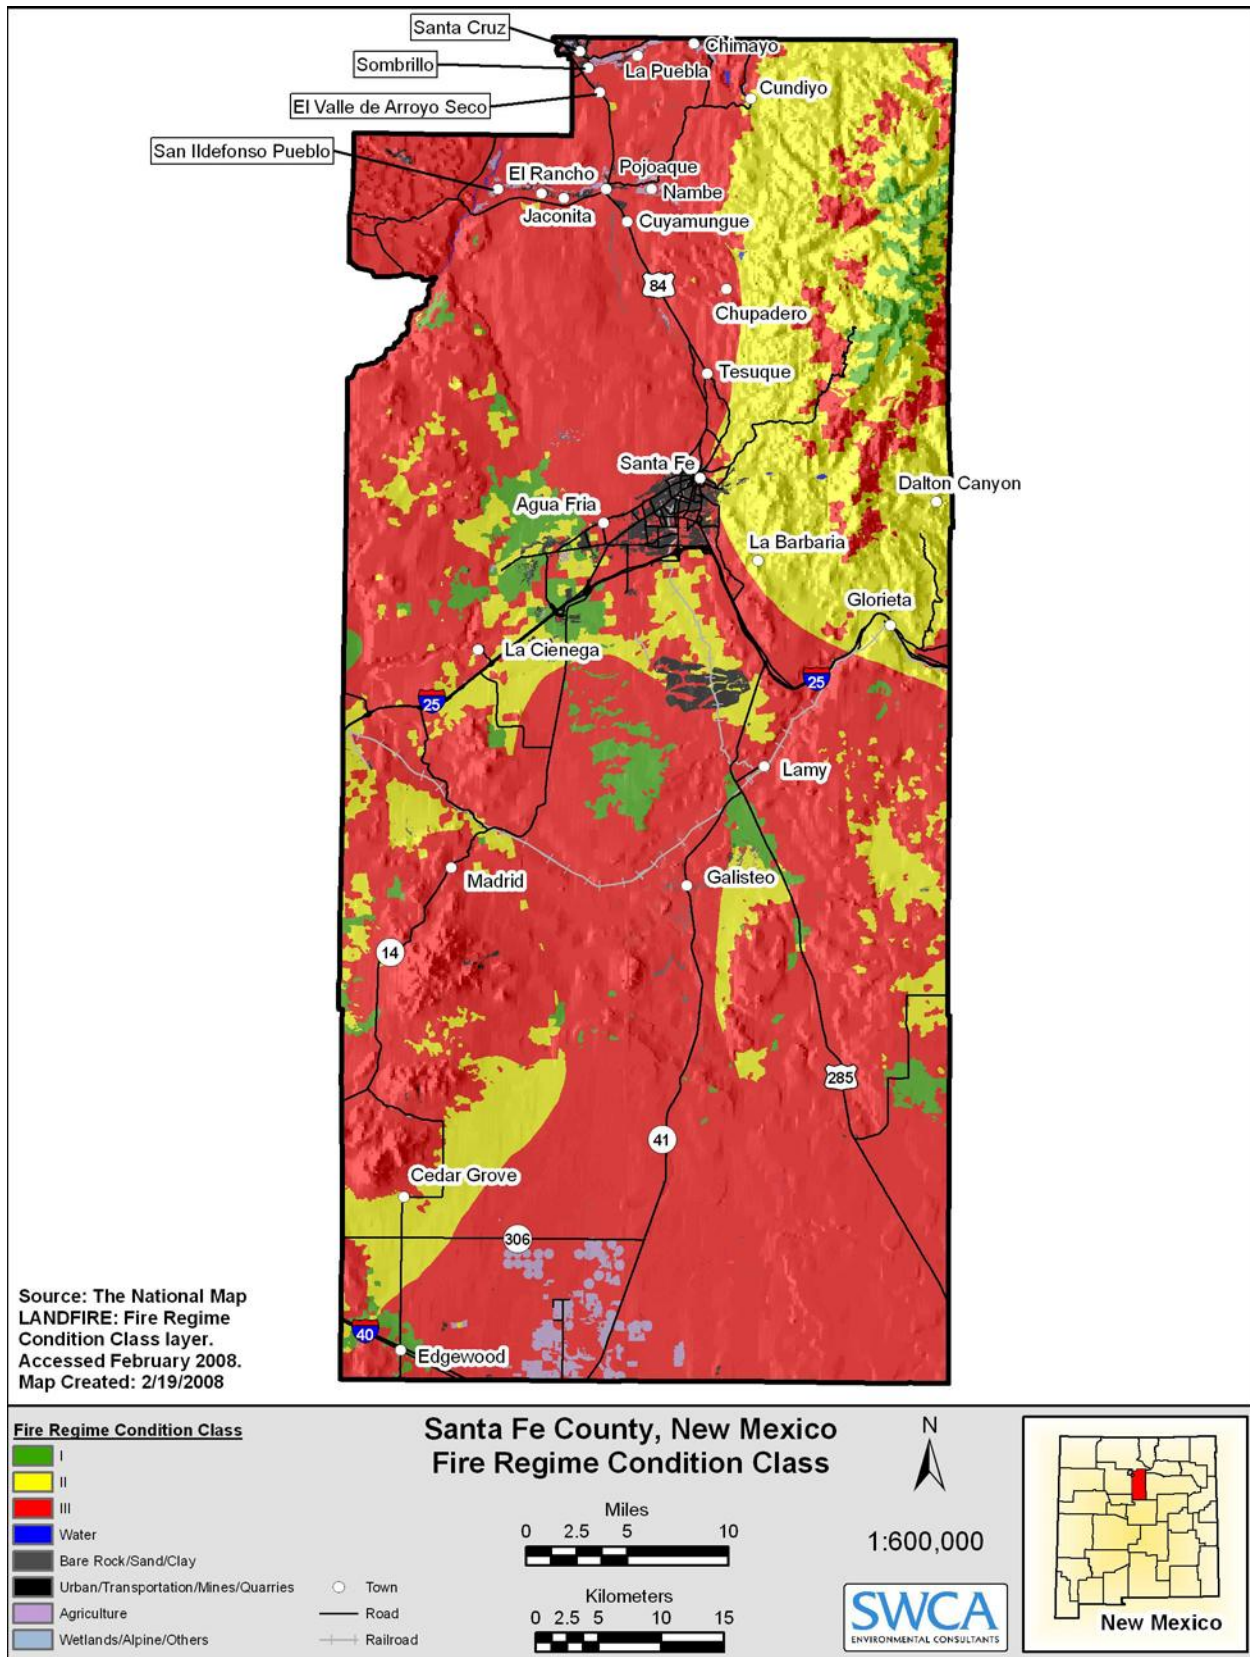 Santa Cruz
Chimayo
Sombrillo
La Puebla
Cundiyo
El Valle de Arroyo Seco
San Ildefonso Pueblo
El Rancho
Pojoaque
Nambe
Jaconita
Cuyamungue
84
Chupadero
Tesuque
Santa Fe
Dalton Canyon
Agua Fria
La Barbaria
Glorieta
La Cienega
25
25
Lamy
Madrid
Galisteo
14
285
41
Cedar Grove
306
40
Edgewood
Source: The National Map
LANDFIRE: Fire Regime
Condition Class layer.
Accessed February 2008.
Map Created: 2/19/2008
Fire Regime Condition Class
I
II
III
Water
Bare Rock/Sand/Clay
Urban/Transportation/Mines/Quarries
Agriculture
Wetlands/Alpine/Others
Town
Road
Railroad
Santa Fe County, New Mexico
Fire Regime Condition Class
Miles
0 2.5 5 10
Kilometers
0 2.5 5 10 15
N
1:600,000
SWCA
ENVIRONMENTAL CONSULTANTS
New Mexico